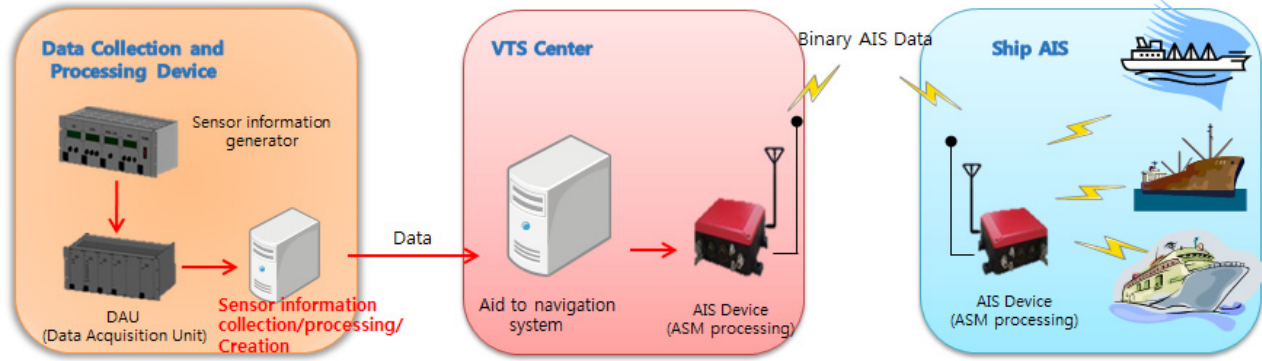 Data Collection and
Processing Device
Sensor information
generator
DAU
(Data Acquisition Unit)
Sensor information
collection/processing/
Creation
Data
VTS Center
Aid to navigation
system
AIS Device
(ASM processing)
Binary AIS Data
Ship AIS
AIS Device
(ASM processing)